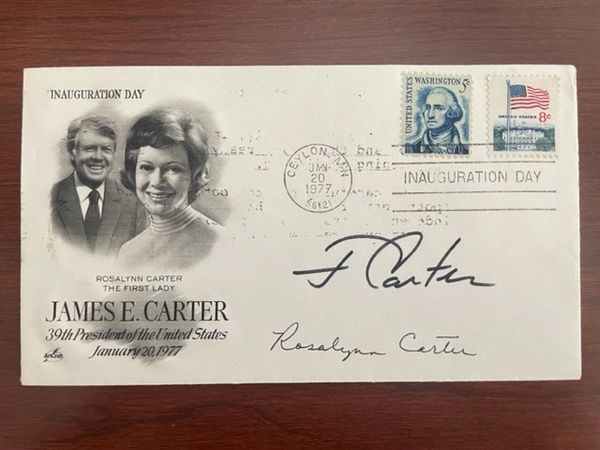 INAUGURATION DAY
ROSALYNN CARTER
THE FIRST LADY
JAMES E. CARTER
39th President of the United States
January 20, 1977
UNITED STATES
WASHINGTON 5c
UNITED STATES 8c
CEYLON, MN
JAN
20
1977
56121
INAUGURATION DAY
J Carter
Rosalynn Carter